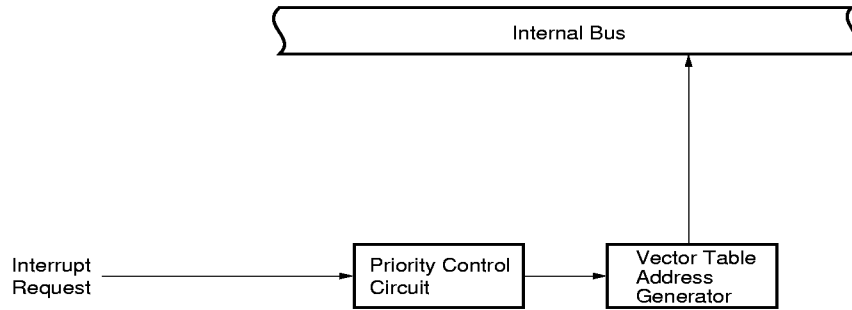 Internal Bus
Interrupt
Request
Priority Control
Circuit
Vector Table
Address
Generator